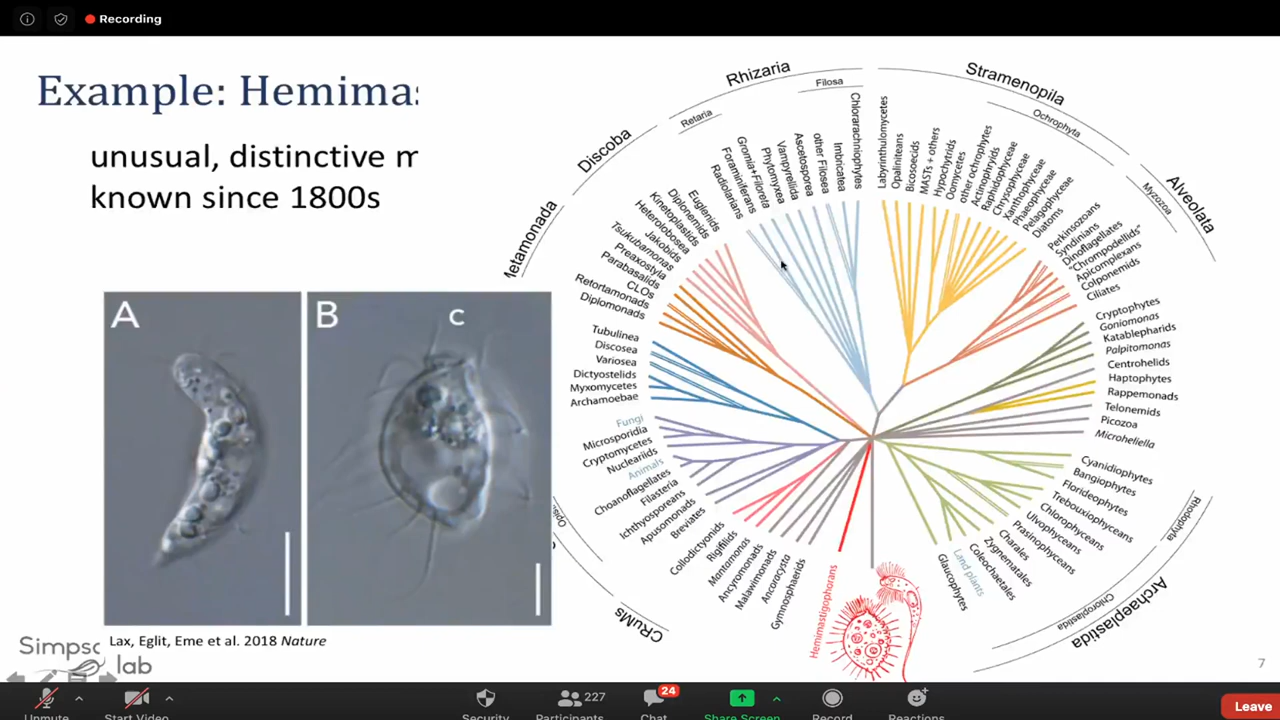 Recording
Example: Hemimas
unusual, distinctive m
known since 1800s
A
B
c
Lax, Eglit, Eme et al. 2018 Nature
Simpso
lab
Metamonada
Discoba
Rhizaria
Retaria
Filosa
Stramenopila
Ochrophyta
Alveolata
Myzozoa
Rhodophyta
Archaeplastida
Chloroplastida
CRuMs
Diplomonads
Retortamonads
CLOs
Parabasalids
Preaxostyla
Tsukubamonas
Jakobids
Heterolobosea
Kinetoplastids
Diplonemids
Euglenids
Radiolarians
Foraminiferans
Gromia+Filoreta
Phytomyxea
Vampyrellida
Ascetosporea
other Filosea
Imbricatea
Chlorarachniophytes
Labyrinthulomycetes
Opaliniteans
Bicosoecids
MASTs + others
Hypochytrids
Oomycetes
other ochrophytes
Actinophryids
Raphidiphyceae
Chrysophyceae
Xanthophyceae
Phaeophyceae
Pelagophyceae
Diatoms
Perkinsozoans
Syndinians
Dinoflagellates
"Chrompodellids"
Apicomplexans
Colponemids
Ciliates
Cryptophytes
Goniomonas
Katablepharids
Palpitomonas
Centrohelids
Haptophytes
Rappemonads
Telonemids
Picozoa
Microheliella
Cyanidiophytes
Bangiophytes
Florideophytes
Trebouxiophyceans
Chlorophyceans
Ulvophyceans
Prasinophyceans
Charales
Zygnematales
Coleochaetales
Land plants
Glaucophytes
Hemimastigophorans
Gymnosphaerids
Ancoracysta
Malawimonads
Ancyromonads
Mantamonas
Rigifilids
Collodictyonids
Breviates
Apusomonads
Ichthyosporeans
Filasteria
Choanoflagellates
Animals
Nucleariids
Cryptomycetes
Microsporidia
Fungi
Archamoebae
Myxomycetes
Dictyostelids
Variosea
Discosea
Tubulinea
7
Unmute
Start Video
Security
227
Participants
24
Chat
Share Screen
Record
Reactions
Leave